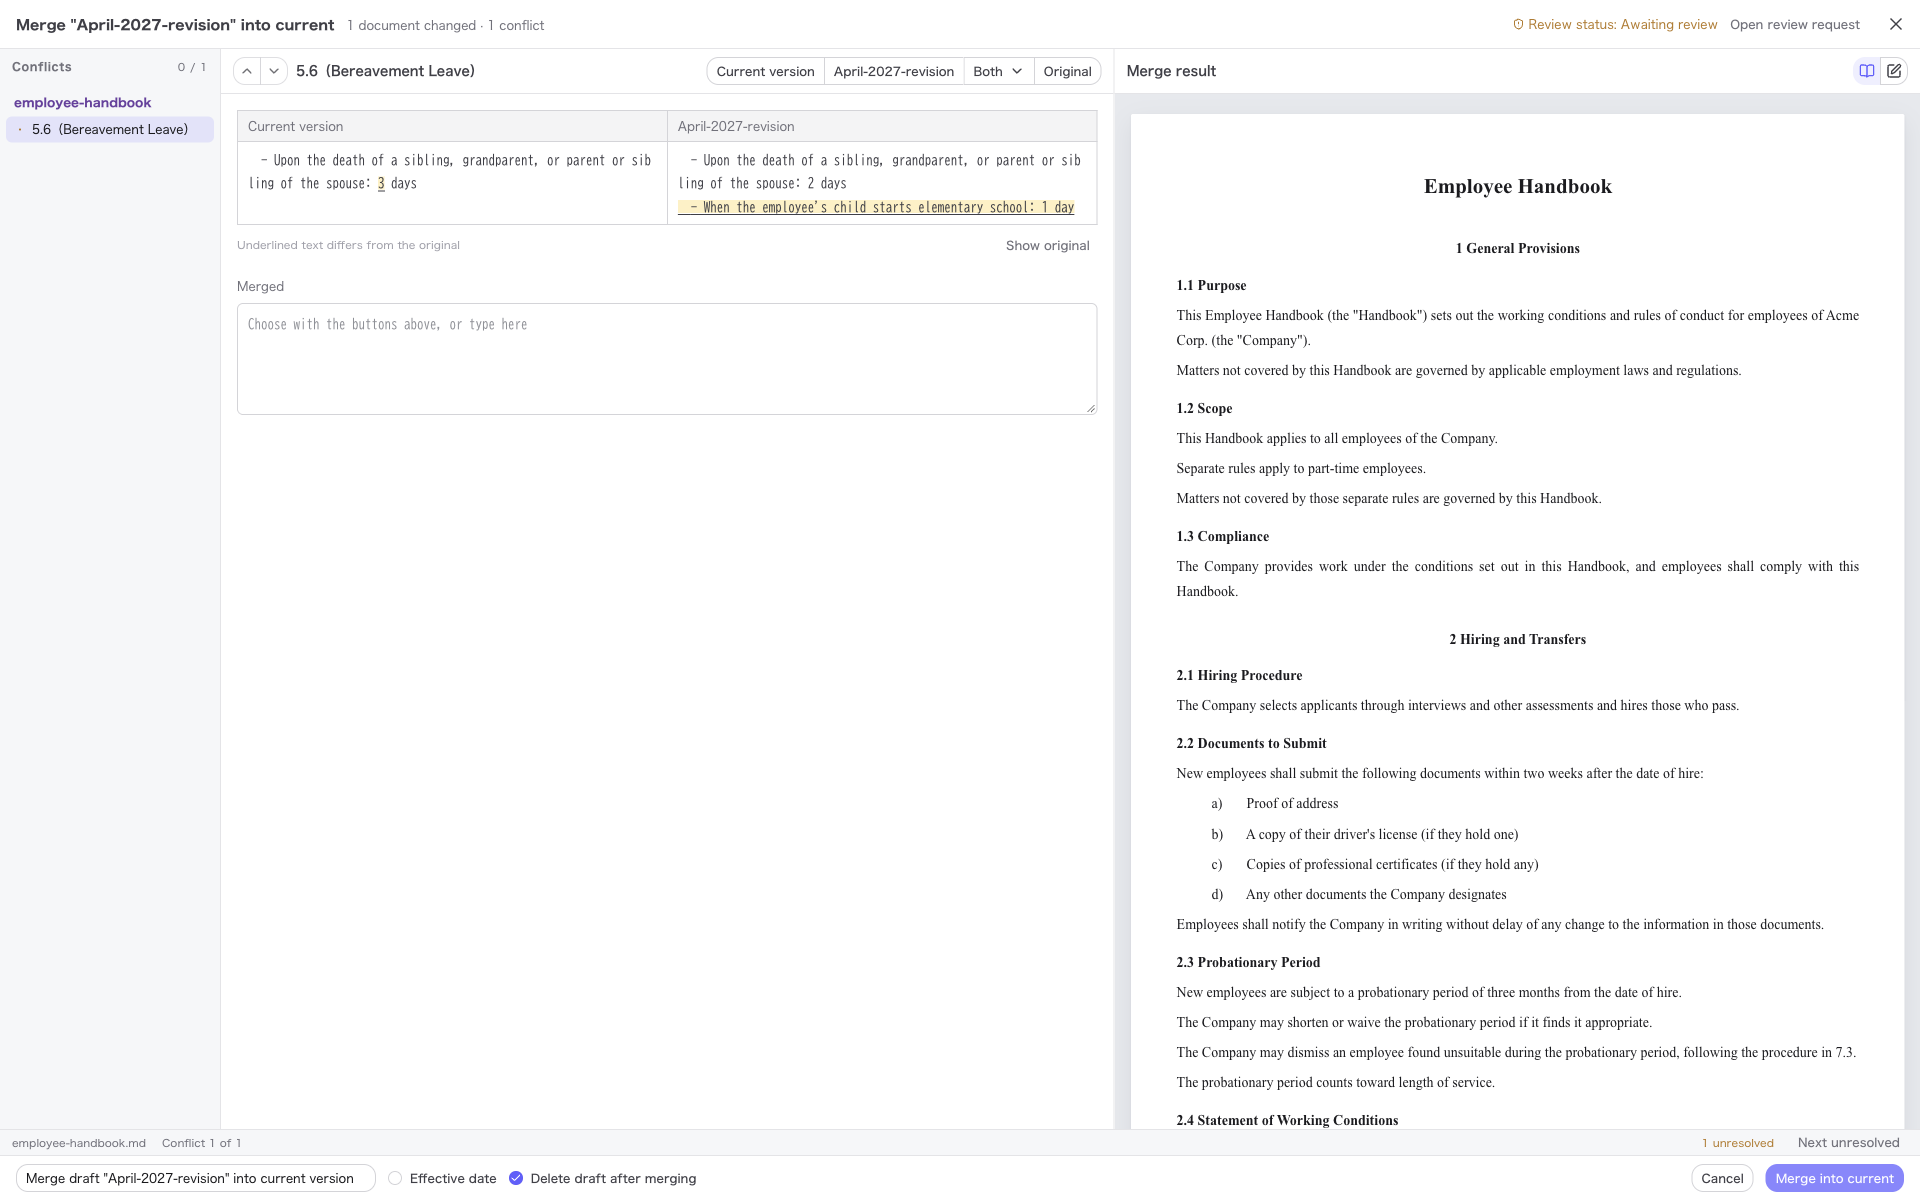 Merge "April-2027-revision" into current 1 document changed · 1 conflict
Review status: Awaiting review Open review request
Conflicts 0 / 1
employee-handbook
· 5.6 (Bereavement Leave)
5.6 (Bereavement Leave)
Current version April-2027-revision Both Original
Current version April-2027-revision
– Upon the death of a sibling, grandparent, or parent or sib
ling of the spouse: 3 days
– Upon the death of a sibling, grandparent, or parent or sib
ling of the spouse: 2 days
– When the employee's child starts elementary school: 1 day
Underlined text differs from the original Show original
Merged
Choose with the buttons above, or type here
Merge result
Employee Handbook
1 General Provisions
1.1 Purpose
This Employee Handbook (the "Handbook") sets out the working conditions and rules of conduct for employees of Acme
Corp. (the "Company").
Matters not covered by this Handbook are governed by applicable employment laws and regulations.
1.2 Scope
This Handbook applies to all employees of the Company.
Separate rules apply to part-time employees.
Matters not covered by those separate rules are governed by this Handbook.
1.3 Compliance
The Company provides work under the conditions set out in this Handbook, and employees shall comply with this
Handbook.
2 Hiring and Transfers
2.1 Hiring Procedure
The Company selects applicants through interviews and other assessments and hires those who pass.
2.2 Documents to Submit
New employees shall submit the following documents within two weeks after the date of hire:
a) Proof of address
b) A copy of their driver's license (if they hold one)
c) Copies of professional certificates (if they hold any)
d) Any other documents the Company designates
Employees shall notify the Company in writing without delay of any change to the information in those documents.
2.3 Probationary Period
New employees are subject to a probationary period of three months from the date of hire.
The Company may shorten or waive the probationary period if it finds it appropriate.
The Company may dismiss an employee found unsuitable during the probationary period, following the procedure in 7.3.
The probationary period counts toward length of service.
2.4 Statement of Working Conditions
employee-handbook.md Conflict 1 of 1
1 unresolved Next unresolved
Merge draft "April-2027-revision" into current version Effective date Delete draft after merging
Cancel Merge into current